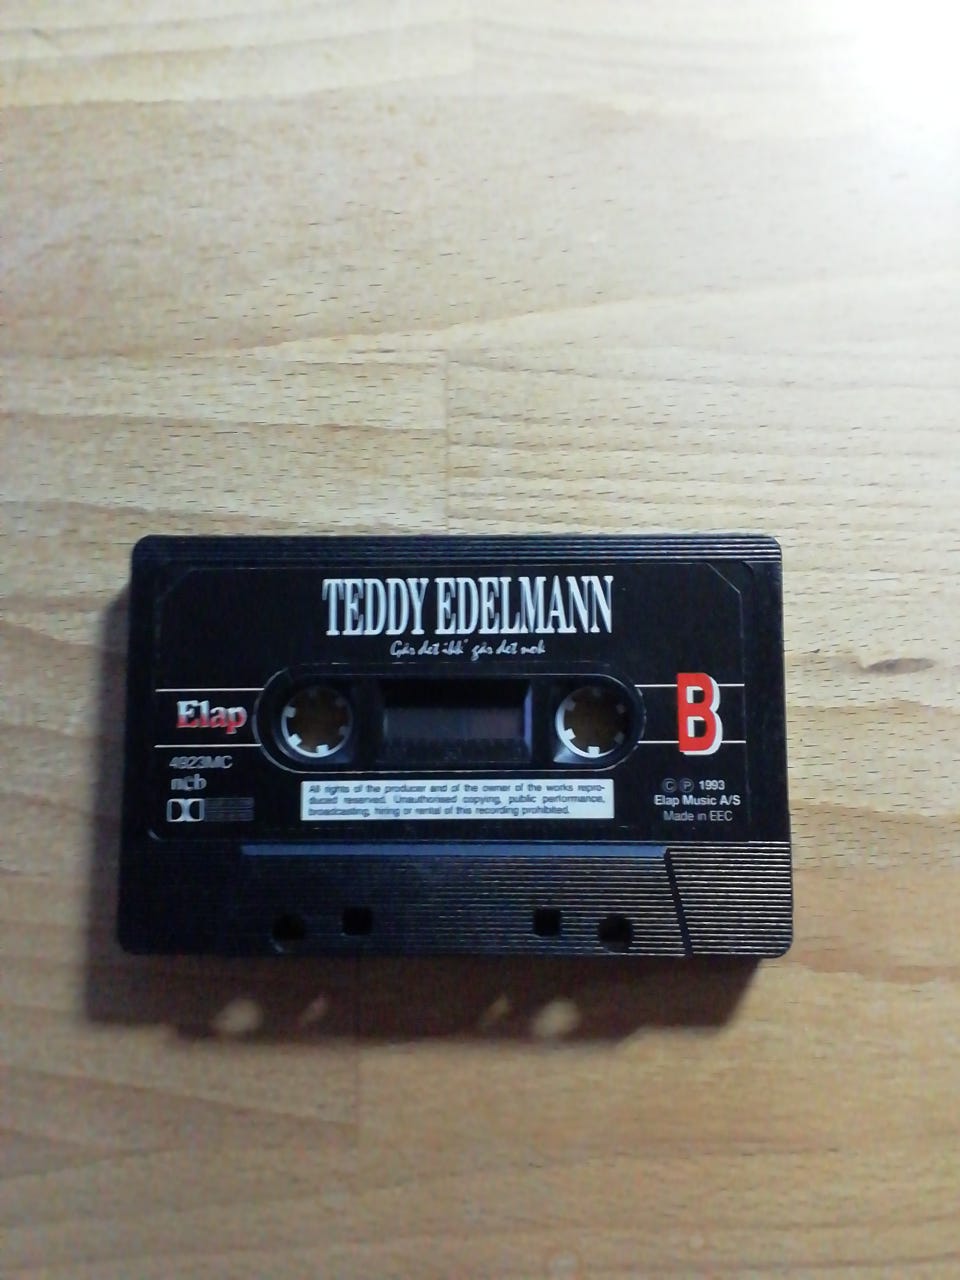 TEDDY EDELMANN
Går det ikk' går det nok
Elap
B
4923MC
ncb
All rights of the producer and of the owner of the works repro-
duced reserved. Unauthorised copying, public performance,
broadcasting, hiring or rental of this recording prohibited.
© ℗ 1993
Elap Music A/S
Made in EEC